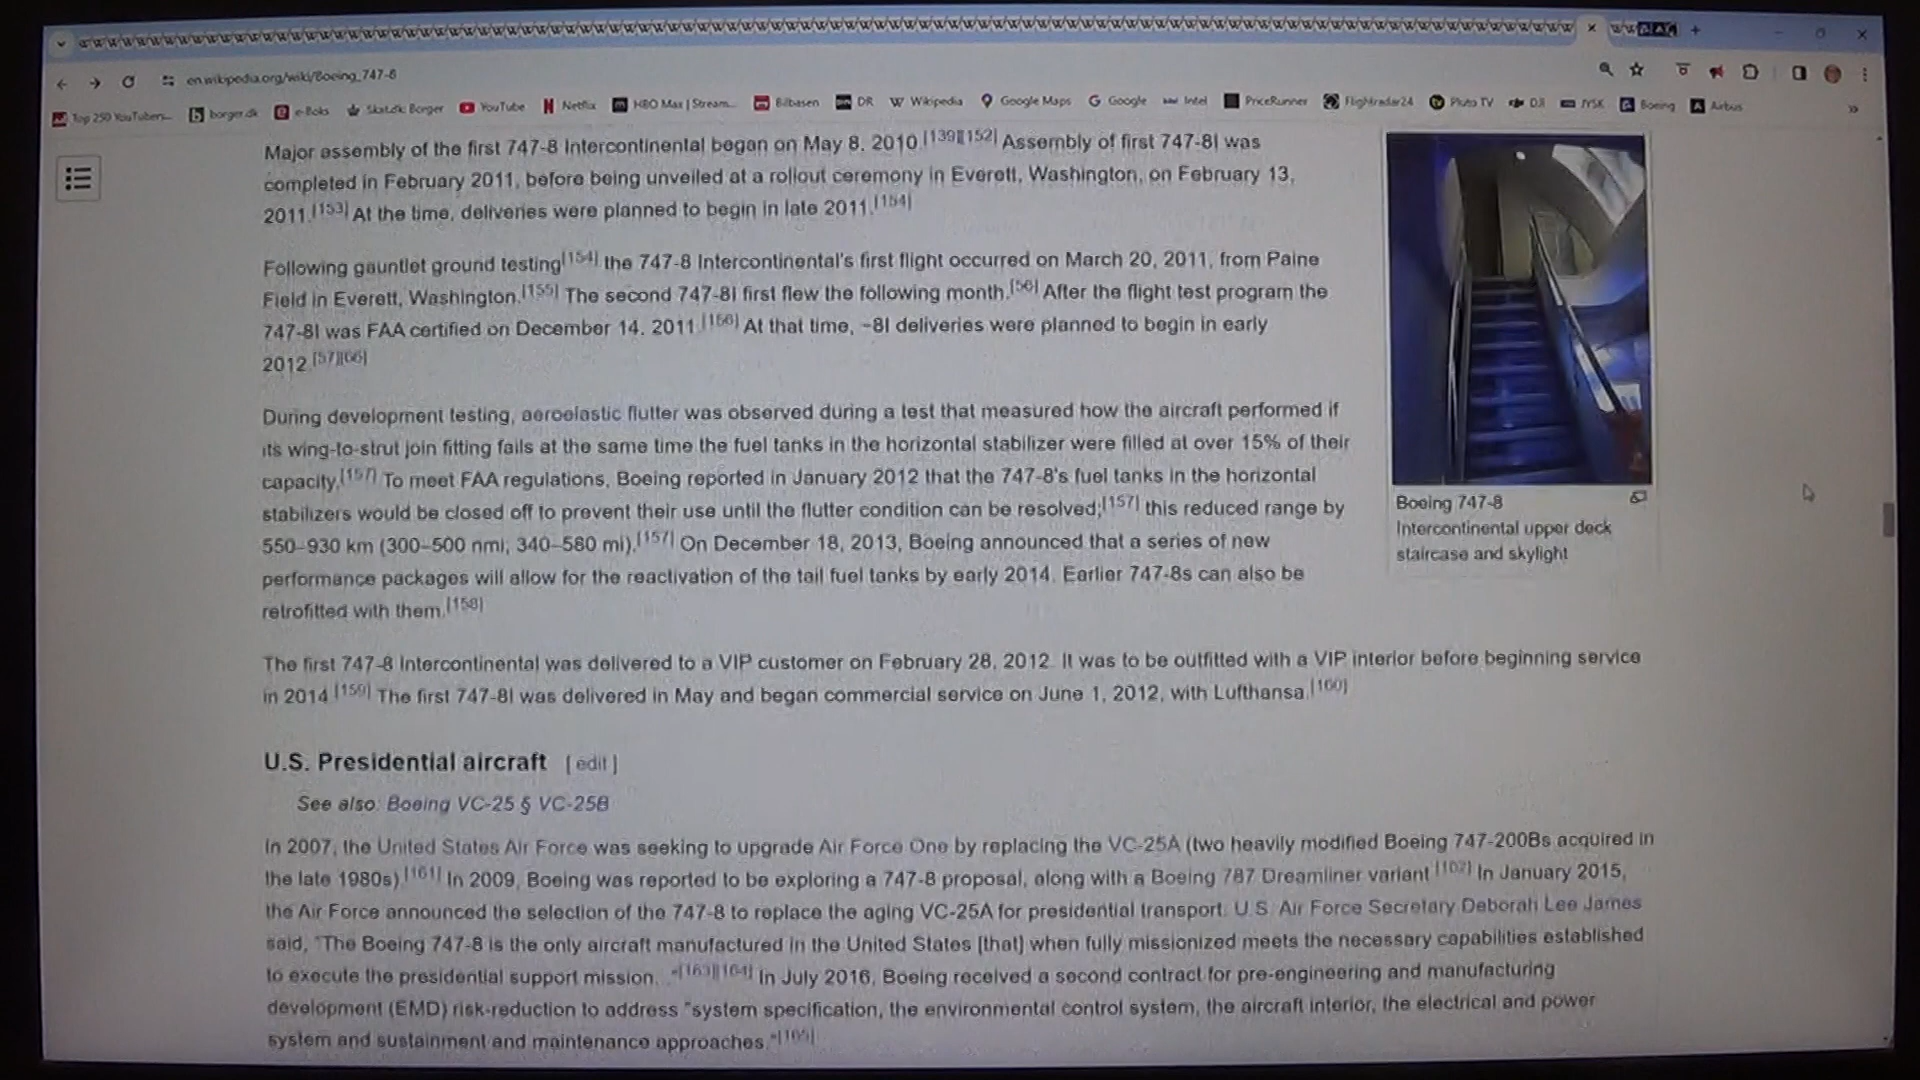 en.wikipedia.org/wiki/Boeing_747-8
Top 250 YouTubers... borger.dk e-Boks Skat.dk: Borger YouTube Netflix HBO Max | Stream... Bilbasen DR Wikipedia Google Maps Google Intel PriceRunner Flightradar24 Pluto TV DJI JYSK Boeing Airbus
Major assembly of the first 747-8 Intercontinental began on May 8, 2010.[139][152] Assembly of first 747-8I was
completed in February 2011, before being unveiled at a rollout ceremony in Everett, Washington, on February 13,
2011.[153] At the time, deliveries were planned to begin in late 2011.[154]
Following gauntlet ground testing[154] the 747-8 Intercontinental's first flight occurred on March 20, 2011, from Paine
Field in Everett, Washington.[155] The second 747-8I first flew the following month.[56] After the flight test program the
747-8I was FAA certified on December 14, 2011.[156] At that time, -8I deliveries were planned to begin in early
2012.[57][66]
During development testing, aeroelastic flutter was observed during a test that measured how the aircraft performed if
its wing-to-strut join fitting fails at the same time the fuel tanks in the horizontal stabilizer were filled at over 15% of their
capacity.[157] To meet FAA regulations, Boeing reported in January 2012 that the 747-8's fuel tanks in the horizontal
stabilizers would be closed off to prevent their use until the flutter condition can be resolved;[157] this reduced range by
550–930 km (300–500 nmi; 340–580 mi).[157] On December 18, 2013, Boeing announced that a series of new
performance packages will allow for the reactivation of the tail fuel tanks by early 2014. Earlier 747-8s can also be
retrofitted with them.[158]
Boeing 747-8
Intercontinental upper deck
staircase and skylight
The first 747-8 Intercontinental was delivered to a VIP customer on February 28, 2012. It was to be outfitted with a VIP interior before beginning service
in 2014.[159] The first 747-8I was delivered in May and began commercial service on June 1, 2012, with Lufthansa.[160]
U.S. Presidential aircraft [ edit ]
See also: Boeing VC-25 § VC-25B
In 2007, the United States Air Force was seeking to upgrade Air Force One by replacing the VC-25A (two heavily modified Boeing 747-200Bs acquired in
the late 1980s).[161] In 2009, Boeing was reported to be exploring a 747-8 proposal, along with a Boeing 787 Dreamliner variant.[162] In January 2015,
the Air Force announced the selection of the 747-8 to replace the aging VC-25A for presidential transport. U.S. Air Force Secretary Deborah Lee James
said, "The Boeing 747-8 is the only aircraft manufactured in the United States [that] when fully missionized meets the necessary capabilities established
to execute the presidential support mission. ."[163][164] In July 2016, Boeing received a second contract for pre-engineering and manufacturing
development (EMD) risk-reduction to address "system specification, the environmental control system, the aircraft interior, the electrical and power
system and sustainment and maintenance approaches."[165]